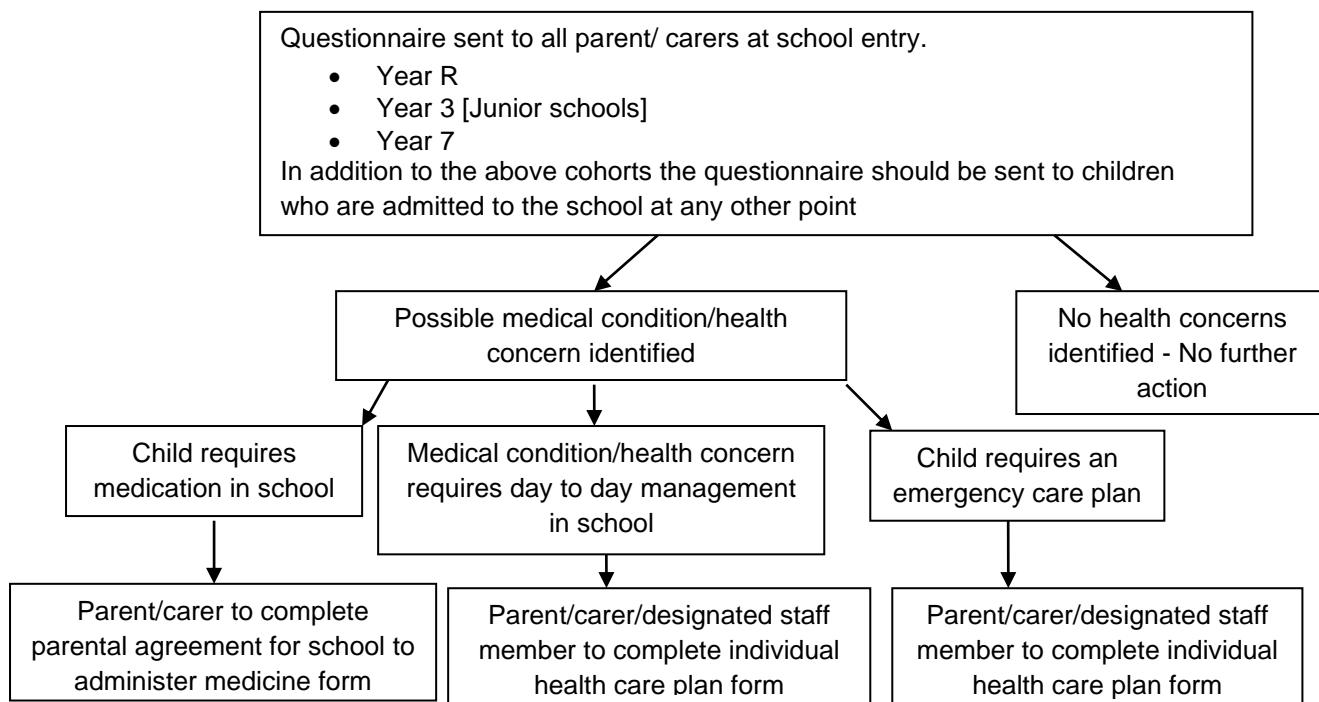 Questionnaire sent to all parent/ carers at school entry.
• Year R
• Year 3 [Junior schools]
• Year 7
In addition to the above cohorts the questionnaire should be sent to children
who are admitted to the school at any other point
Possible medical condition/health
concern identified
No health concerns
identified - No further
action
Child requires
medication in school
Medical condition/health concern
requires day to day management
in school
Child requires an
emergency care plan
Parent/carer to complete
parental agreement for school to
administer medicine form
Parent/carer/designated staff
member to complete individual
health care plan form
Parent/carer/designated staff
member to complete individual
health care plan form